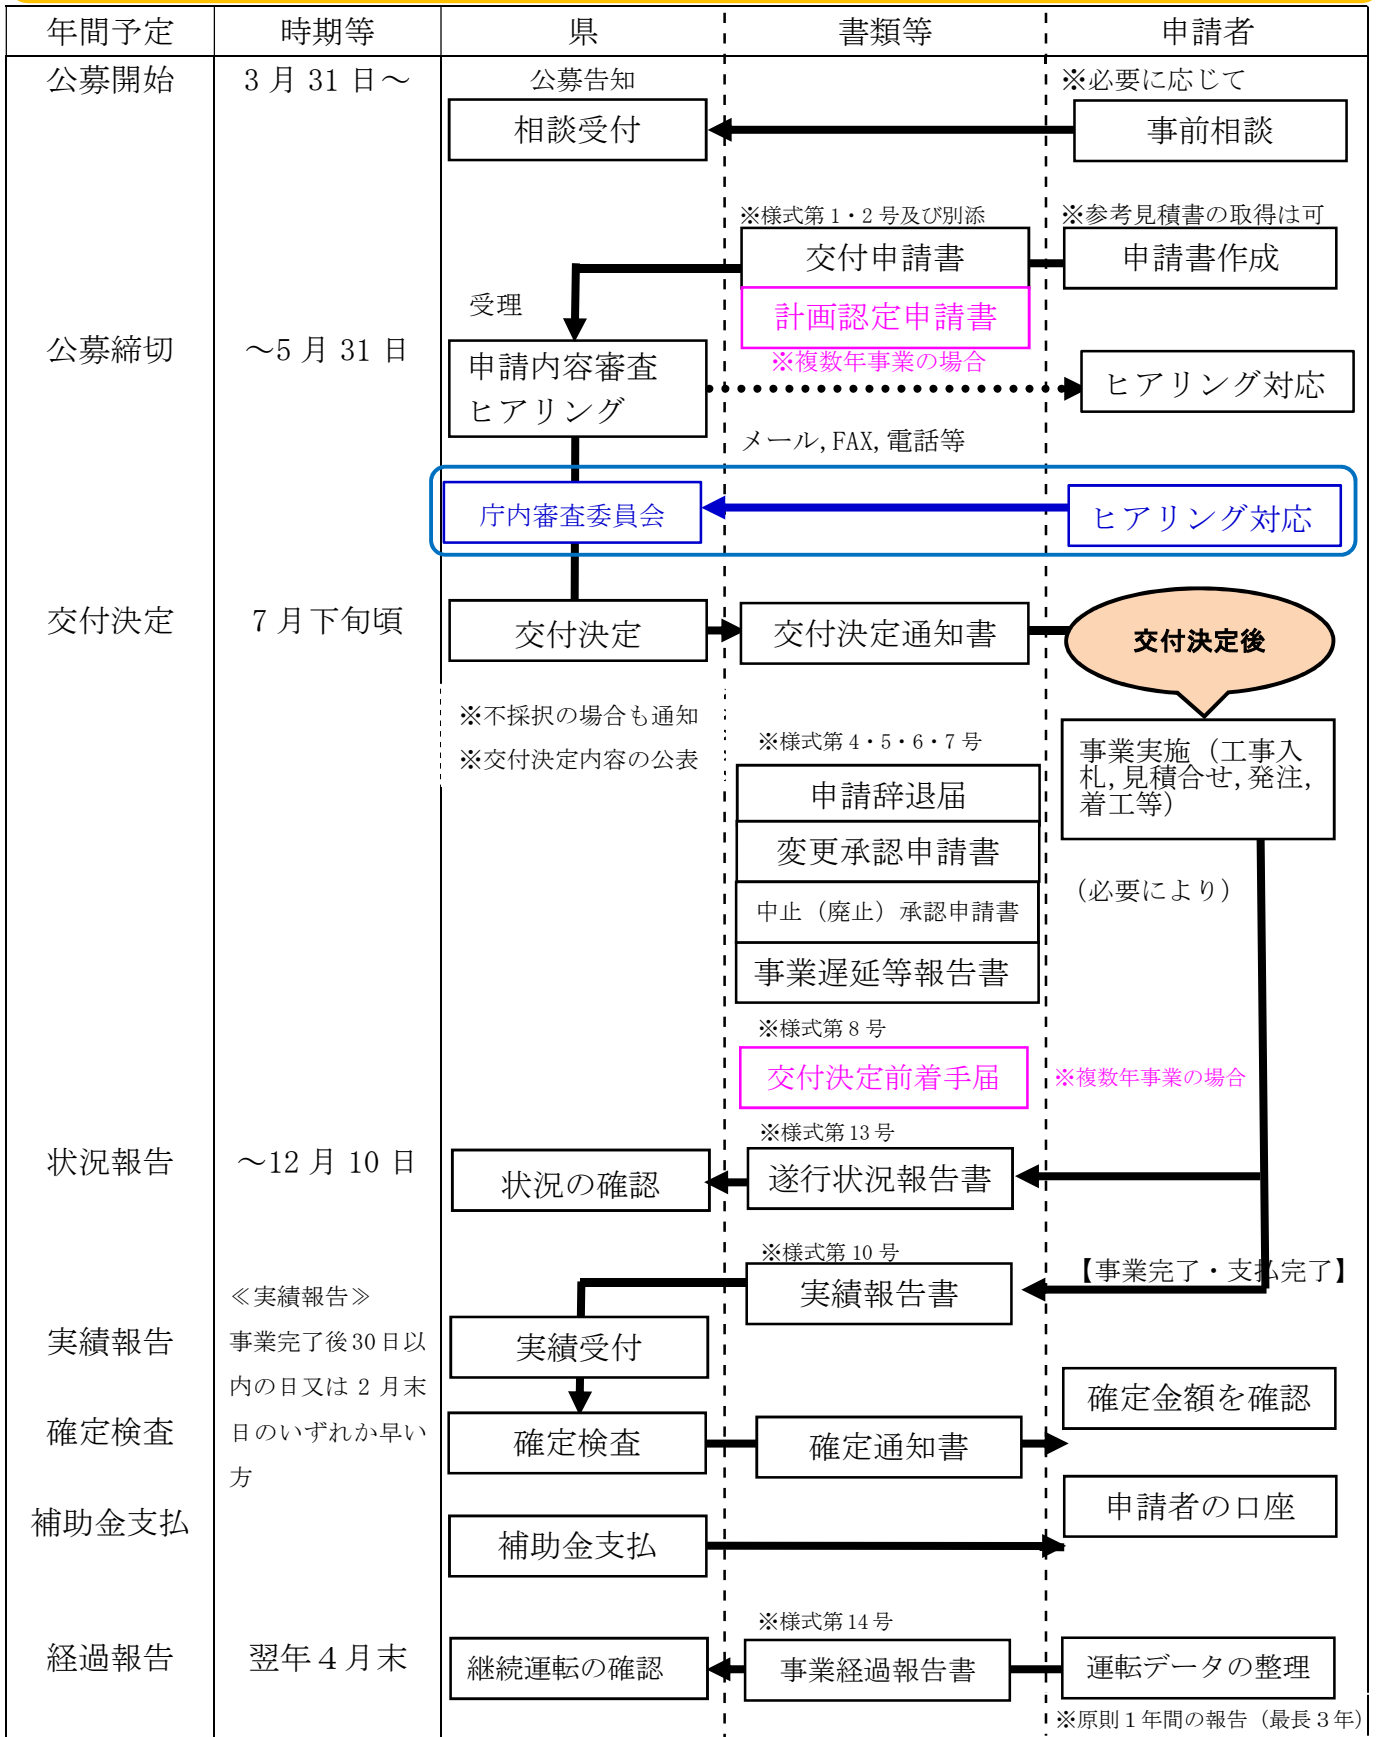 年間予定
時期等
県
書類等
申請者
公募開始
3月31日～
公募告知
※必要に応じて
相談受付
事前相談
※様式第1・2号及び別添
※参考見積書の取得は可
交付申請書
申請書作成
受理
計画認定申請書
公募締切
～5月31日
※複数年事業の場合
申請内容審査
ヒアリング
ヒアリング対応
メール,FAX,電話等
庁内審査委員会
ヒアリング対応
交付決定
7月下旬頃
交付決定
交付決定通知書
交付決定後
※不採択の場合も通知
※交付決定内容の公表
※様式第4・5・6・7号
事業実施（工事入
札,見積合せ,発注,
着工等）
申請辞退届
変更承認申請書
（必要により）
中止（廃止）承認申請書
事業遅延等報告書
※様式第8号
交付決定前着手届
※複数年事業の場合
※様式第13号
状況報告
～12月10日
状況の確認
遂行状況報告書
※様式第10号
【事業完了・支払完了】
実績報告書
≪実績報告≫
事業完了後30日以
内の日又は2月末
日のいずれか早い
方
実績報告
実績受付
確定金額を確認
確定検査
確定検査
確定通知書
申請者の口座
補助金支払
補助金支払
※様式第14号
経過報告
翌年4月末
継続運転の確認
事業経過報告書
運転データの整理
※原則1年間の報告（最長3年）